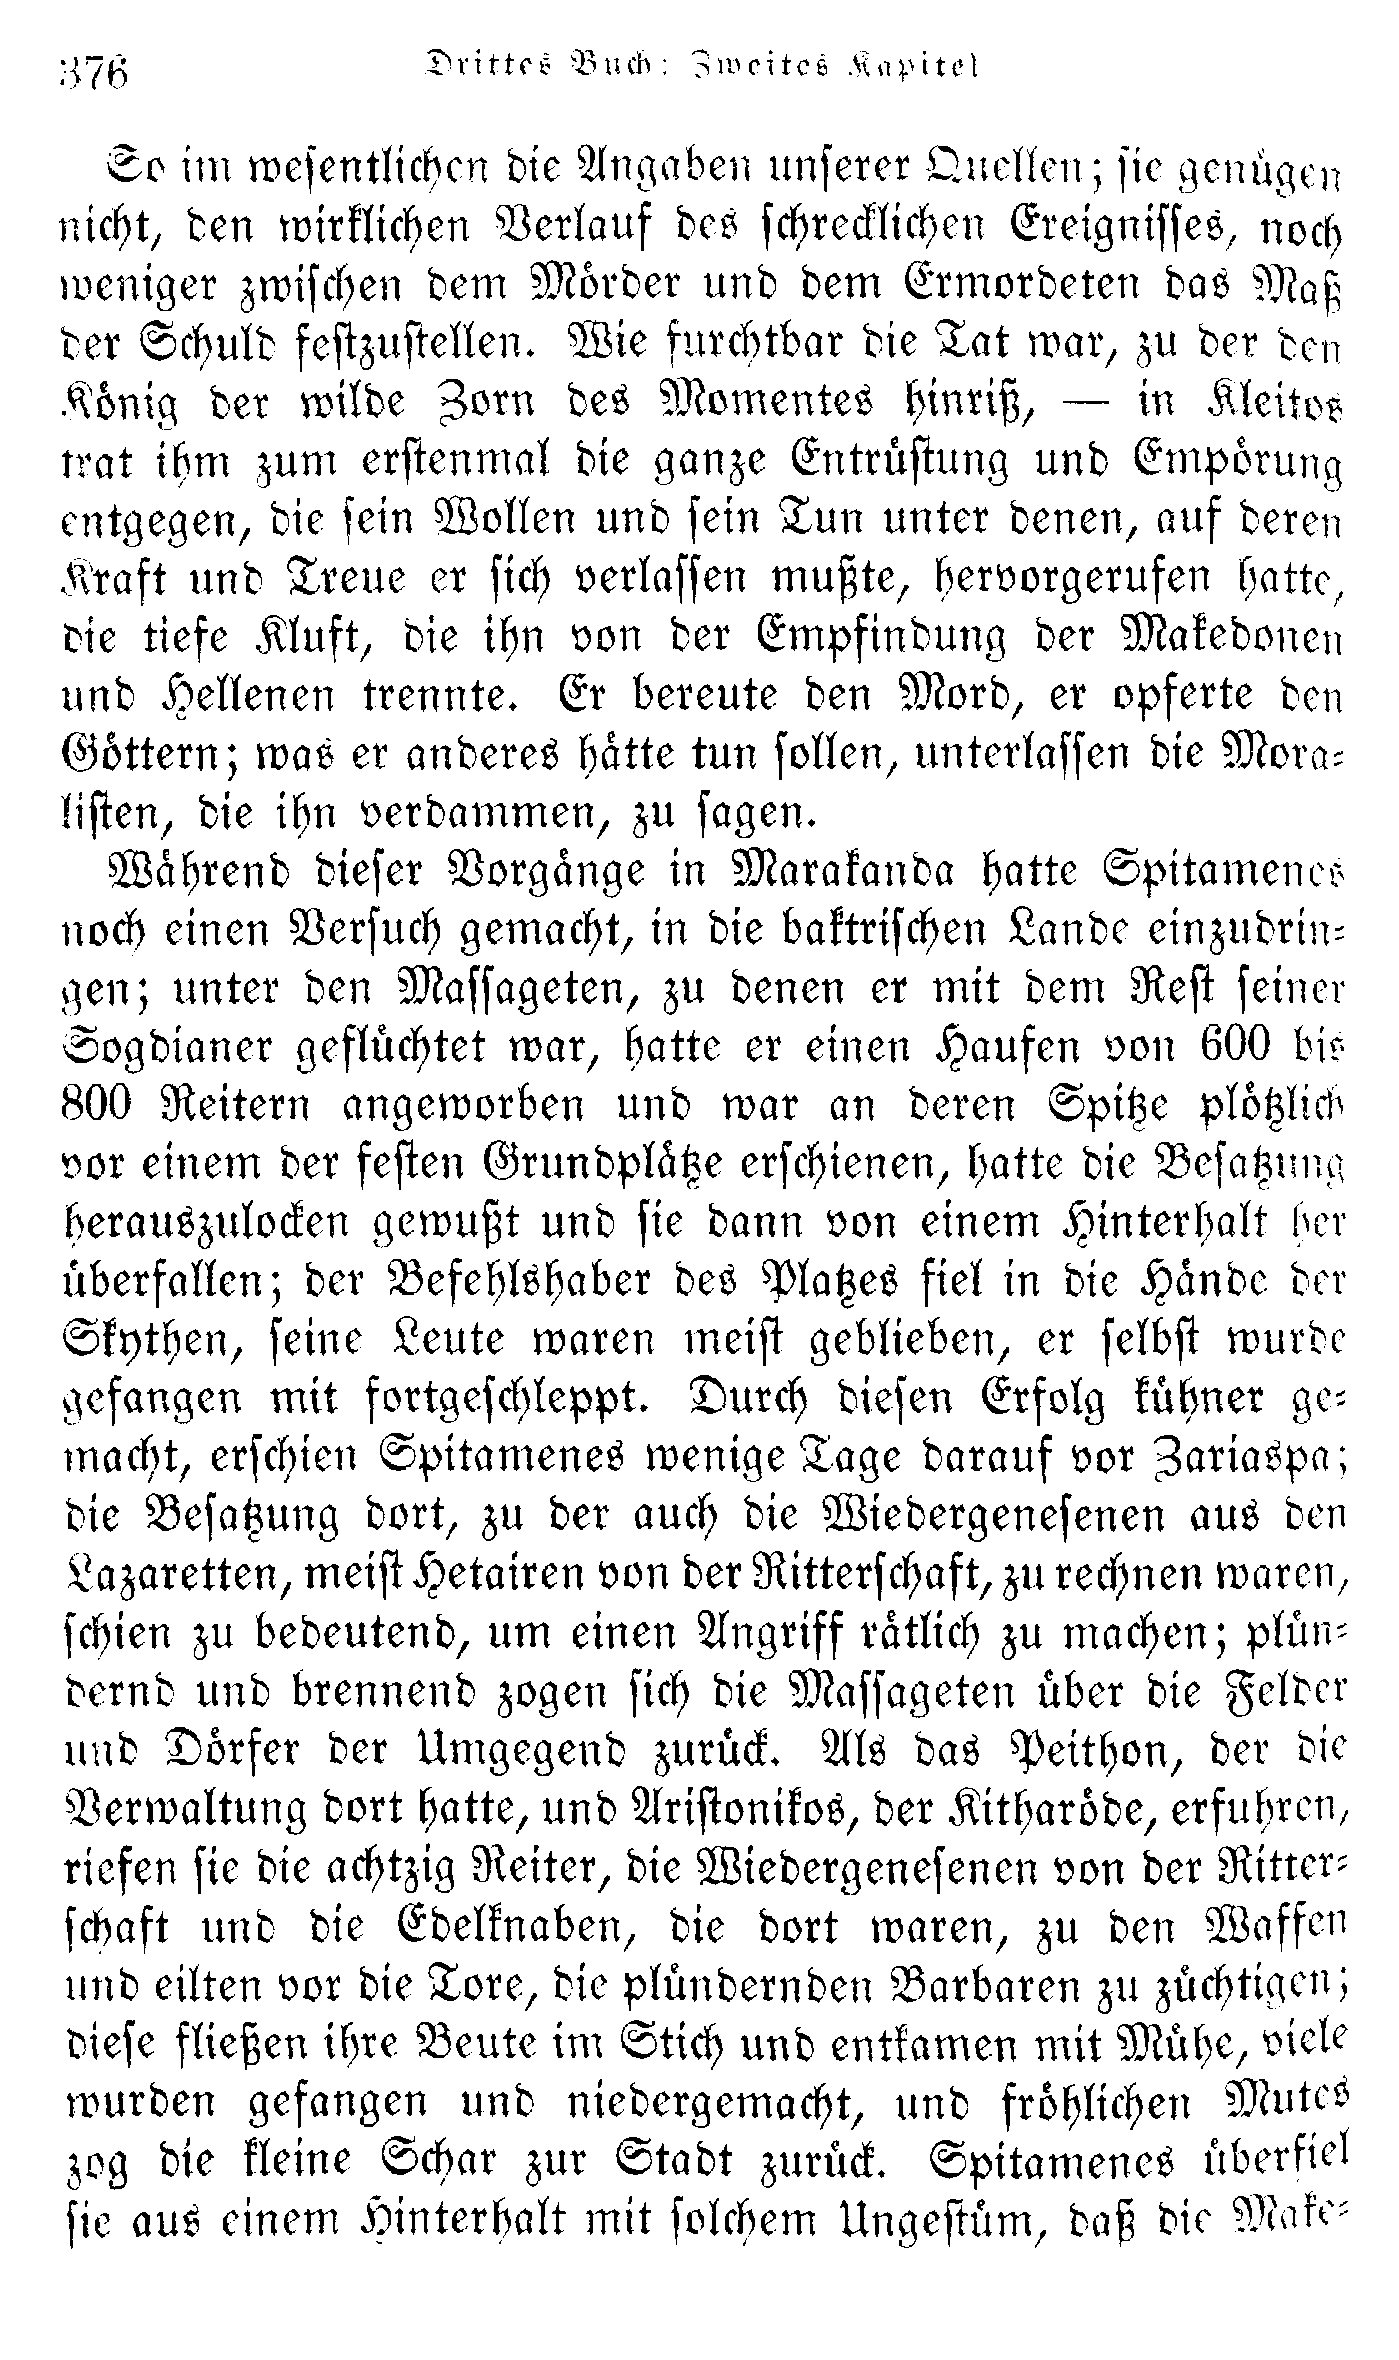 376 Drittes Buch: Zweites Kapitel
So im wesentlichen die Angaben unserer Quellen; sie genügen
nicht, den wirklichen Verlauf des schrecklichen Ereignisses, noch
weniger zwischen dem Mörder und dem Ermordeten das Maß
der Schuld festzustellen. Wie furchtbar die Tat war, zu der den
König der wilde Zorn des Momentes hinriß, — in Kleitos
trat ihm zum erstenmal die ganze Entrüstung und Empörung
entgegen, die sein Wollen und sein Tun unter denen, auf deren
Kraft und Treue er sich verlassen mußte, hervorgerufen hatte,
die tiefe Kluft, die ihn von der Empfindung der Makedonen
und Hellenen trennte. Er bereute den Mord, er opferte den
Göttern; was er anderes hätte tun sollen, unterlassen die Mora-
listen, die ihn verdammen, zu sagen.
Während dieser Vorgänge in Marakanda hatte Spitamenes
noch einen Versuch gemacht, in die baktrischen Lande einzudrin-
gen; unter den Massageten, zu denen er mit dem Rest seiner
Sogdianer geflüchtet war, hatte er einen Haufen von 600 bis
800 Reitern angeworben und war an deren Spitze plötzlich
vor einem der festen Grundplätze erschienen, hatte die Besatzung
herauszulocken gewußt und sie dann von einem Hinterhalt her
überfallen; der Befehlshaber des Platzes fiel in die Hände der
Skythen, seine Leute waren meist geblieben, er selbst wurde
gefangen mit fortgeschleppt. Durch diesen Erfolg kühner ge-
macht, erschien Spitamenes wenige Tage darauf vor Zariaspa;
die Besatzung dort, zu der auch die Wiedergenesenen aus den
Lazaretten, meist Hetairen von der Ritterschaft, zu rechnen waren,
schien zu bedeutend, um einen Angriff rätlich zu machen; plün-
dernd und brennend zogen sich die Massageten über die Felder
und Dörfer der Umgegend zurück. Als das Peithon, der die
Verwaltung dort hatte, und Aristonikos, der Kitharöde, erfuhren,
riefen sie die achtzig Reiter, die Wiedergenesenen von der Ritter-
schaft und die Edelknaben, die dort waren, zu den Waffen
und eilten vor die Tore, die plündernden Barbaren zu züchtigen;
diese fließen ihre Beute im Stich und entkamen mit Mühe, viele
wurden gefangen und niedergemacht, und fröhlichen Mutes
zog die kleine Schar zur Stadt zurück. Spitamenes überfiel
sie aus einem Hinterhalt mit solchem Ungestüm, daß die Make-